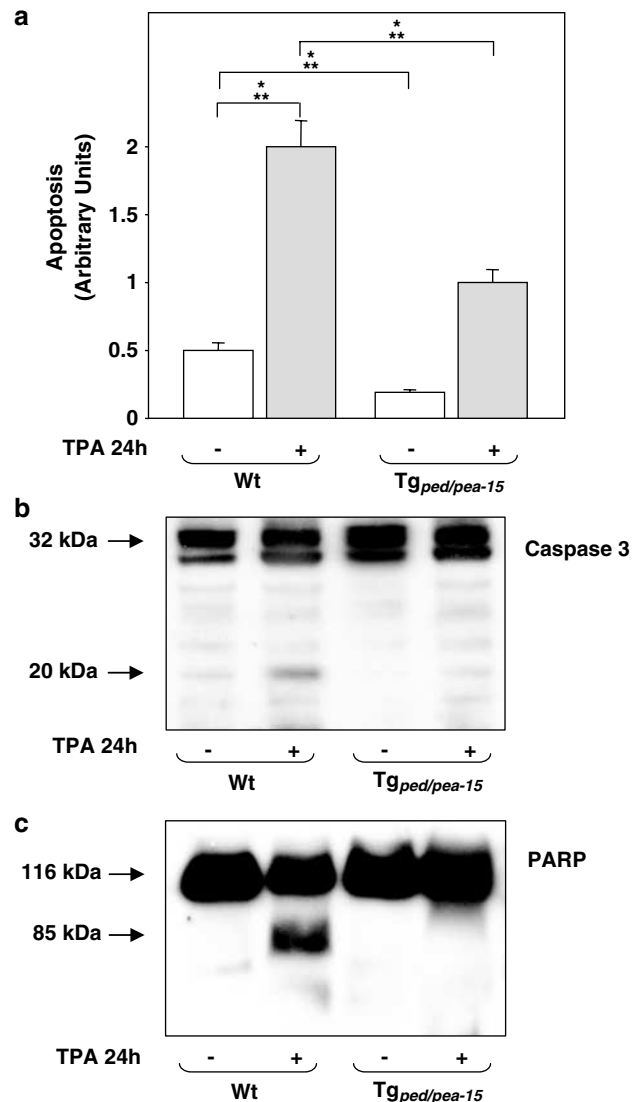 a
*
**
*
**
*
**
Apoptosis
(Arbitrary Units)
2
1.5
1
0.5
0
TPA 24h - + - +
Wt Tgped/pea-15
b
32 kDa
Caspase 3
20 kDa
TPA 24h - + - +
Wt Tgped/pea-15
c
116 kDa
PARP
85 kDa
TPA 24h - + - +
Wt Tgped/pea-15